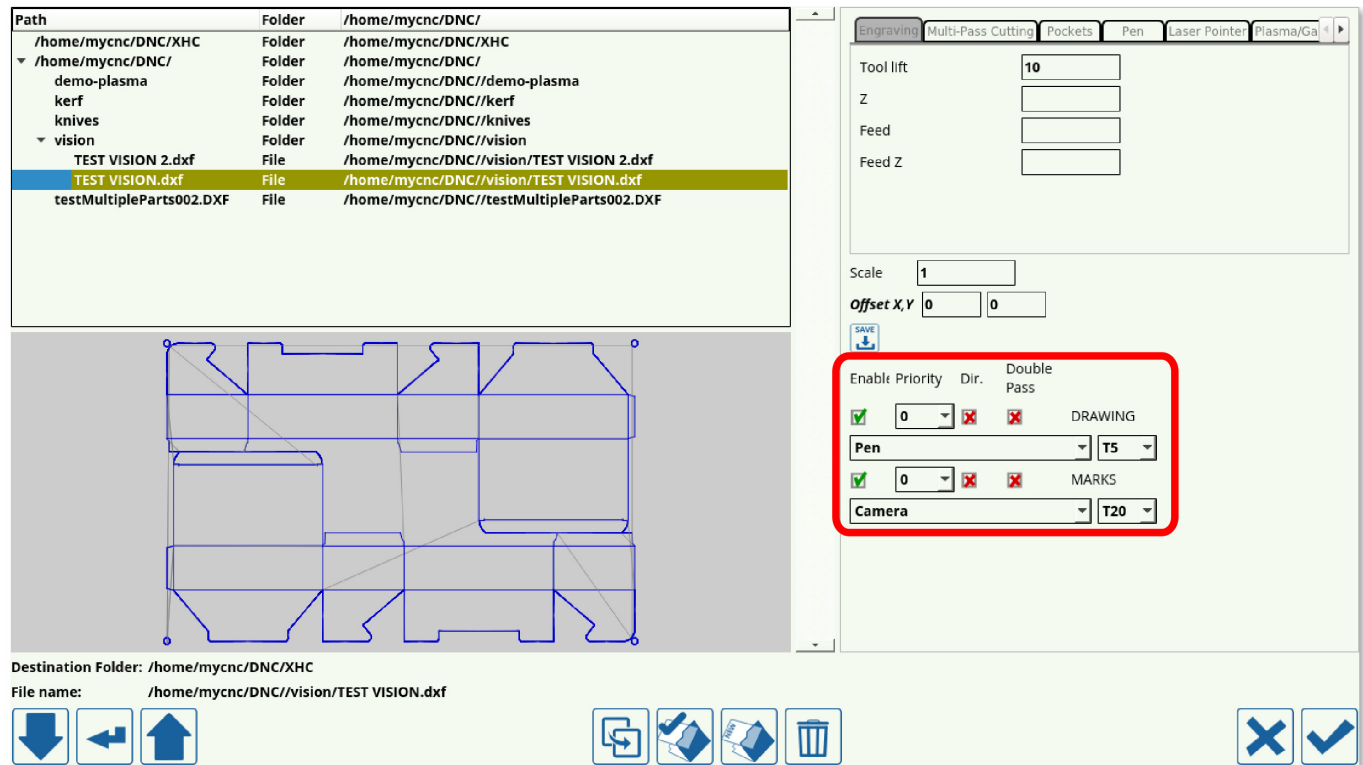 Path Folder /home/mycnc/DNC/
/home/mycnc/DNC/XHC Folder /home/mycnc/DNC/XHC
/home/mycnc/DNC/ Folder /home/mycnc/DNC/
demo-plasma Folder /home/mycnc/DNC//demo-plasma
kerf Folder /home/mycnc/DNC//kerf
knives Folder /home/mycnc/DNC//knives
vision Folder /home/mycnc/DNC//vision
TEST VISION 2.dxf File /home/mycnc/DNC//vision/TEST VISION 2.dxf
TEST VISION.dxf File /home/mycnc/DNC//vision/TEST VISION.dxf
testMultipleParts002.DXF File /home/mycnc/DNC//testMultipleParts002.DXF
Destination Folder: /home/mycnc/DNC/XHC
File name: /home/mycnc/DNC//vision/TEST VISION.dxf
Engraving Multi-Pass Cutting Pockets Pen Laser Pointer Plasma/Ga
Tool lift 10
Z
Feed
Feed Z
Scale 1
Offset X,Y 0 0
SAVE
Enable Priority Dir. Double
Pass
0 DRAWING
Pen T5
0 MARKS
Camera T20
NEW